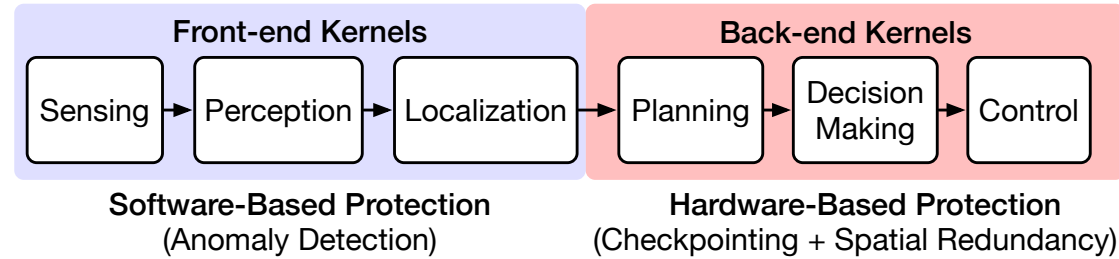 Front-end Kernels
Back-end Kernels
Sensing
Perception
Localization
Planning
Decision
Making
Control
Software-Based Protection
(Anomaly Detection)
Hardware-Based Protection
(Checkpointing + Spatial Redundancy)